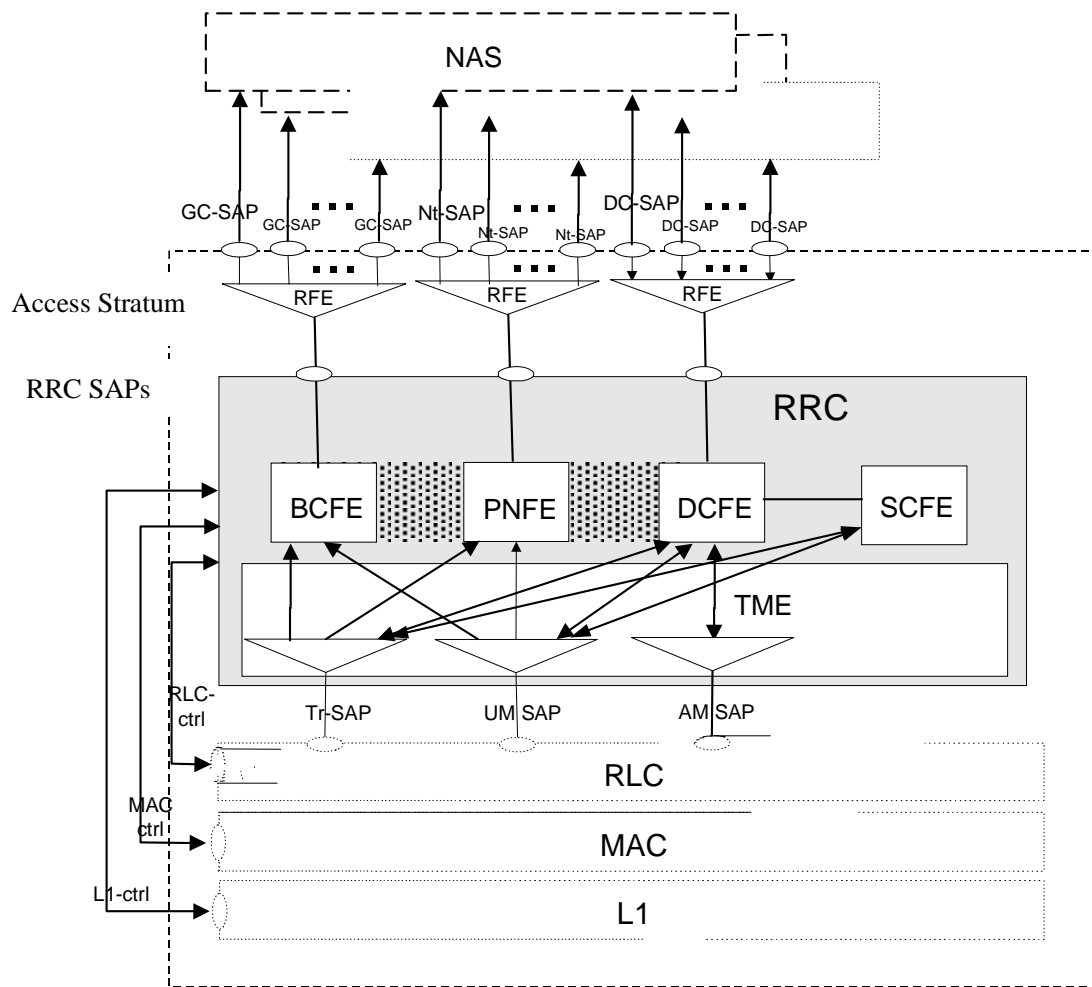 NAS
GC-SAP
GC-SAP
GC-SAP
Nt-SAP
Nt-SAP
Nt-SAP
DC-SAP
DC-SAP
DC-SAP
RFE
RFE
RFE
Access Stratum
RRC SAPs
RRC
BCFE
PNFE
DCFE
SCFE
TME
RLC-
ctrl
Tr-SAP
UM SAP
AM SAP
RLC
MAC
ctrl
MAC
L1-ctrl
L1